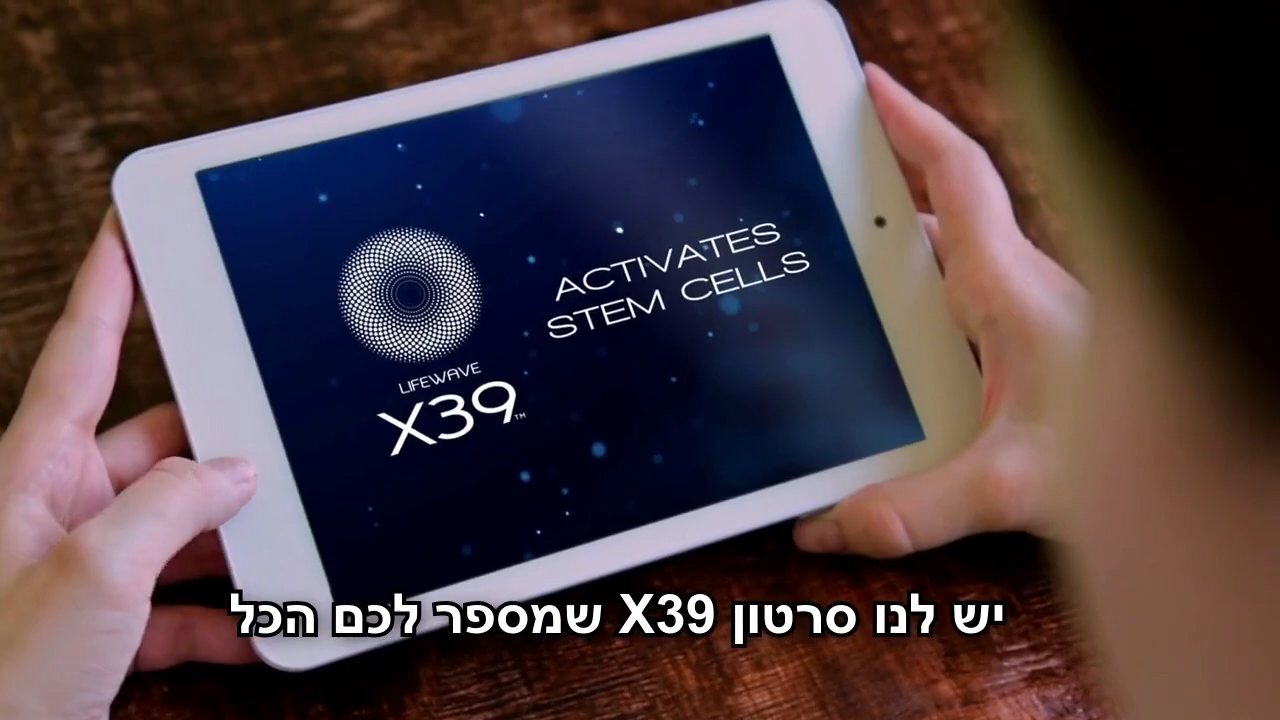 ACTIVATES
STEM CELLS
LIFEWAVE
X39™
יש לנו סרטון X39 שמספר לכם הכל